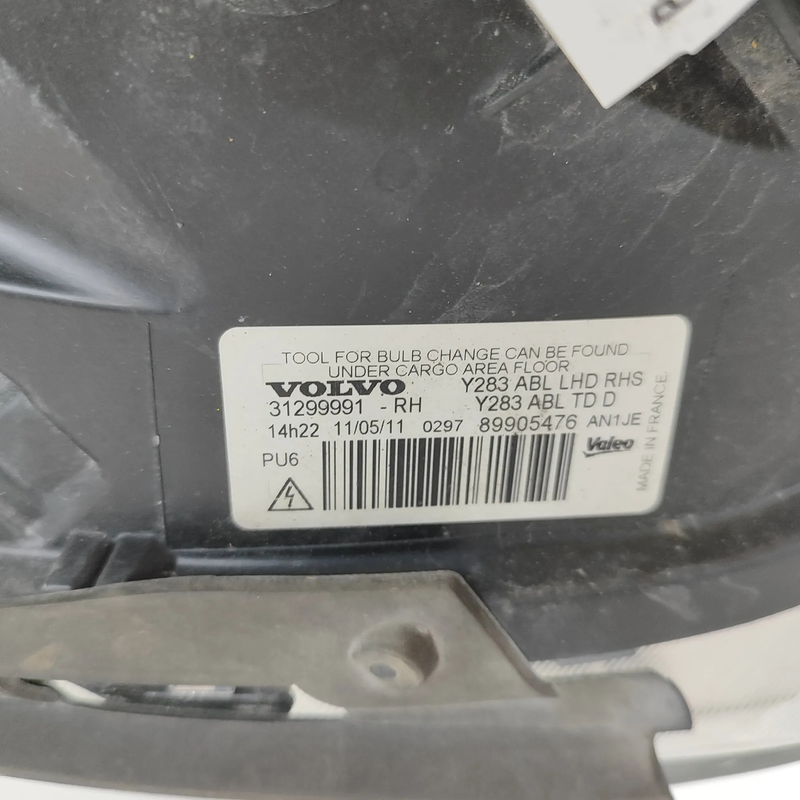 TOOL FOR BULB CHANGE CAN BE FOUND
UNDER CARGO AREA FLOOR
VOLVO Y283 ABL LHD RHS
31299991 - RH Y283 ABL TD D
14h22 11/05/11 0297 89905476 AN1JE
PU6 Valeo
MADE IN FRANCE